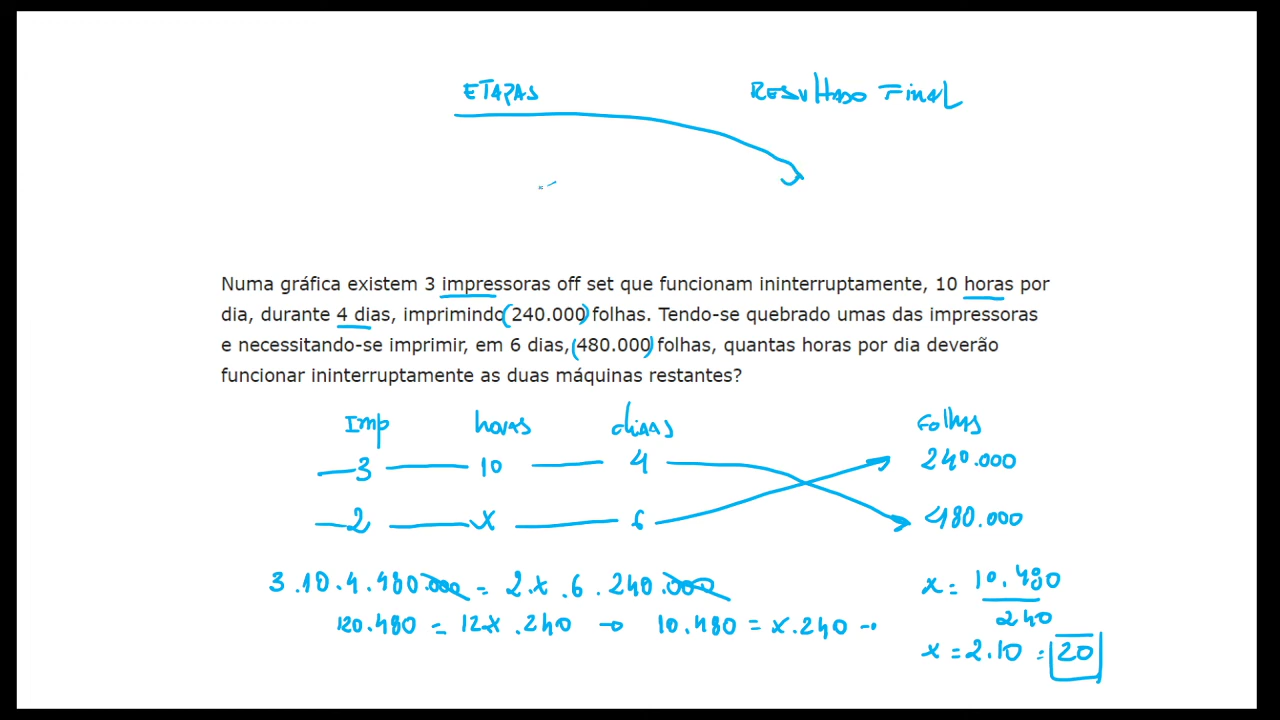 ETAPAS RESULTADO FINAL
Numa gráfica existem 3 impressoras off set que funcionam ininterruptamente, 10 horas por
dia, durante 4 dias, imprimindo (240.000) folhas. Tendo-se quebrado umas das impressoras
e necessitando-se imprimir, em 6 dias, (480.000) folhas, quantas horas por dia deverão
funcionar ininterruptamente as duas máquinas restantes?
Imp horas dias Folhas
3 10 4 240.000
2 x 6 480.000
3.10.4.480.000 = 2.x.6.240.000 x = 10.480
240
120.480 = 12x.240 → 10.480 = x.240
x = 2.10 = 20